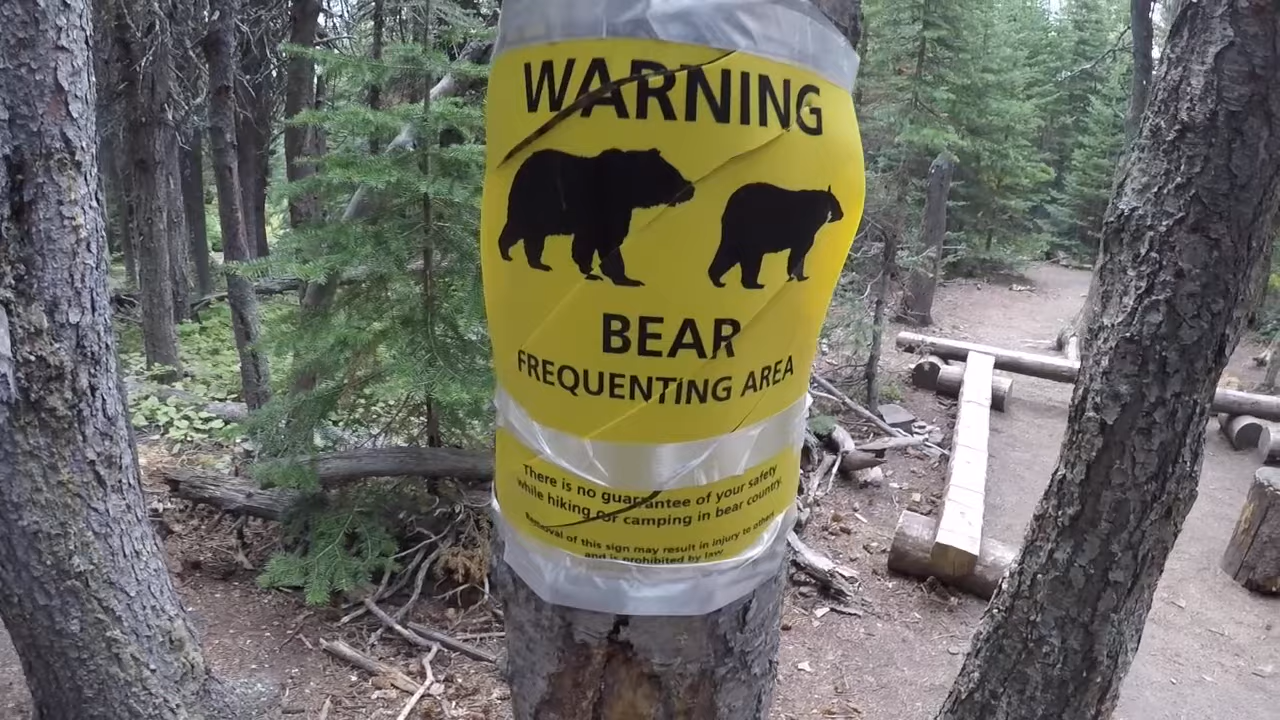 WARNING
BEAR
FREQUENTING AREA
There is no guarantee of your safety
while hiking or camping in bear country.
Removal of this sign may result in injury to others
and is prohibited by law